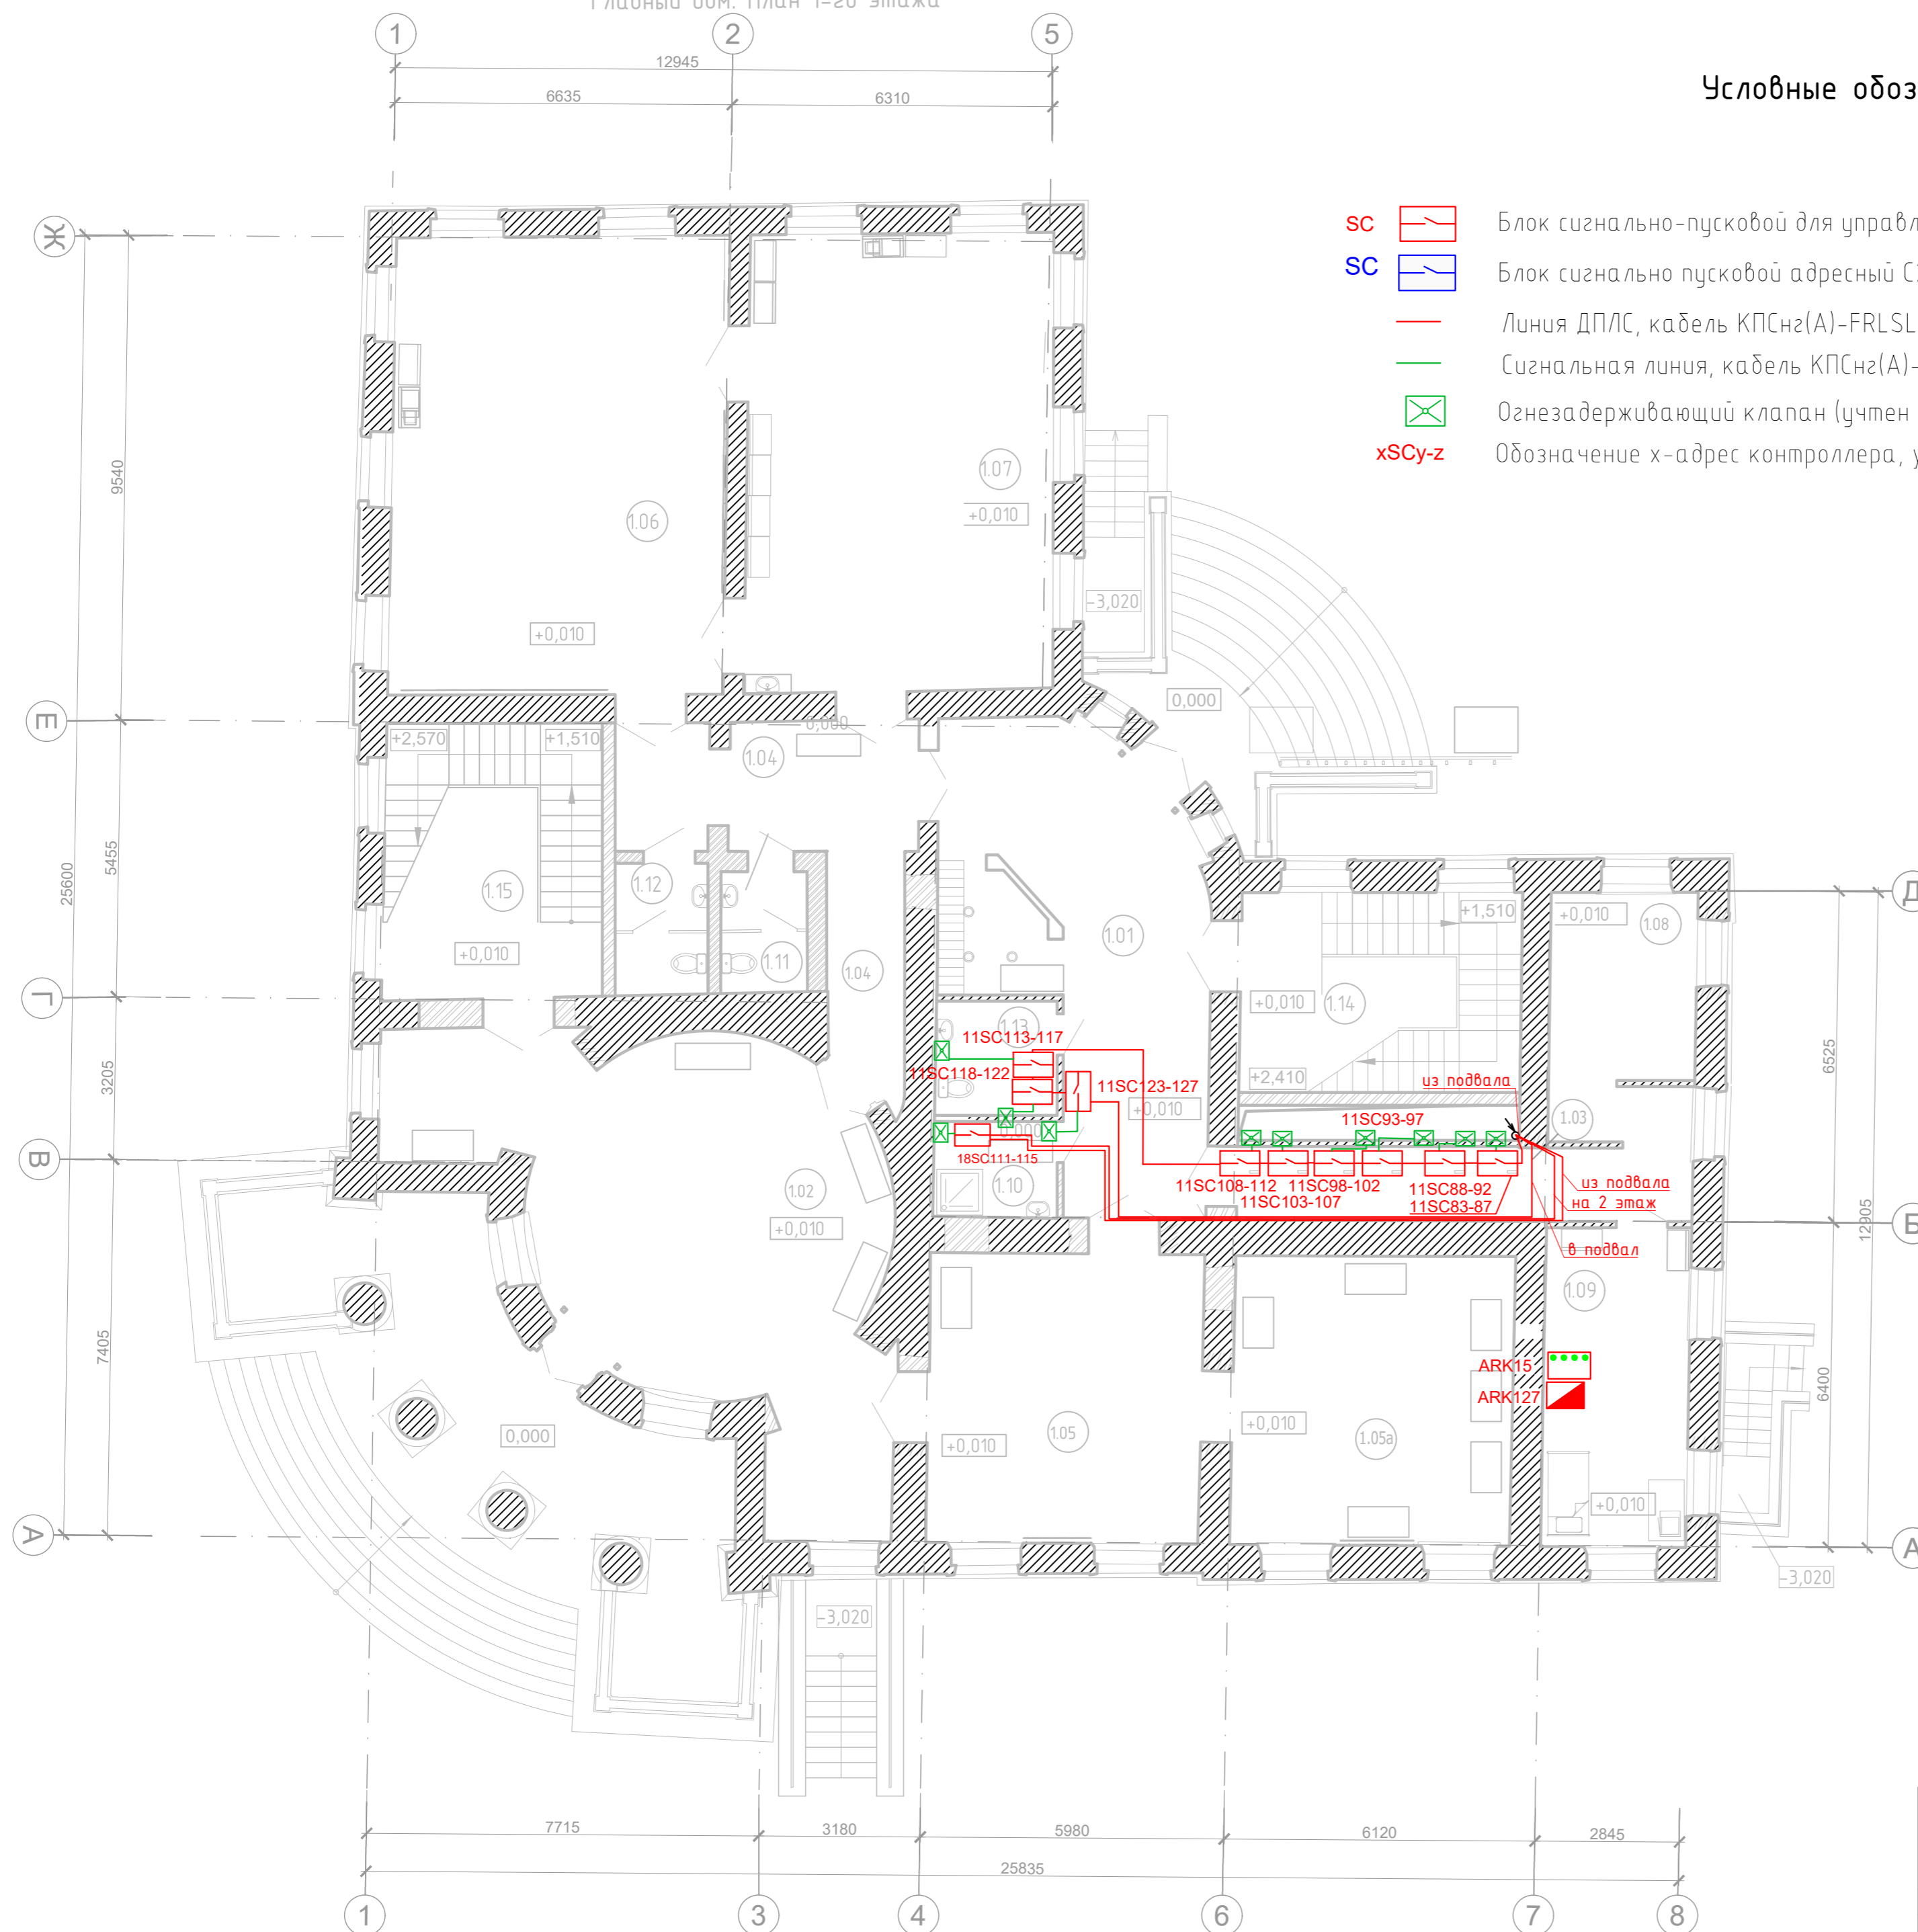 1
2
5
12945
6635
6310
Условные обоз
SC
Блок сигнально-пусковой для управл
SC
Блок сигнально пусковой адресный С
Линия ДПЛС, кабель КПСнг(А)-FRLSL
Сигнальная линия, кабель КПСнг(А)-
Огнезадерживающий клапан (учтен
xSCy-z
Обозначение х-адрес контроллера, у
Ж
9540
1.07
+0,010
1.06
-3,020
+0,010
0,000
Е
+2,570
+1,510
0,000
1.04
25600
5455
1.15
1.12
Д
+1,510
+0,010
1.08
1.01
+0,010
1.11
1.04
Г
+0,010
1.14
1.13
11SC113-117
6525
3205
11SC118-122
11SC123-127
+2,410
из подвала
+0,010
11SC93-97
1.03
0,000
В
18SC111-115
1.02
1.10
11SC108-112
11SC98-102
11SC88-92
11SC103-107
11SC83-87
из подвала
на 2 этаж
12905
+0,010
Б
в подвал
1.09
7405
ARK15
ARK127
6400
0,000
+0,010
1.05
+0,010
1.05а
+0,010
А
А
-3,020
-3,020
7715
3180
5980
6120
2845
25835
1
3
4
6
7
8